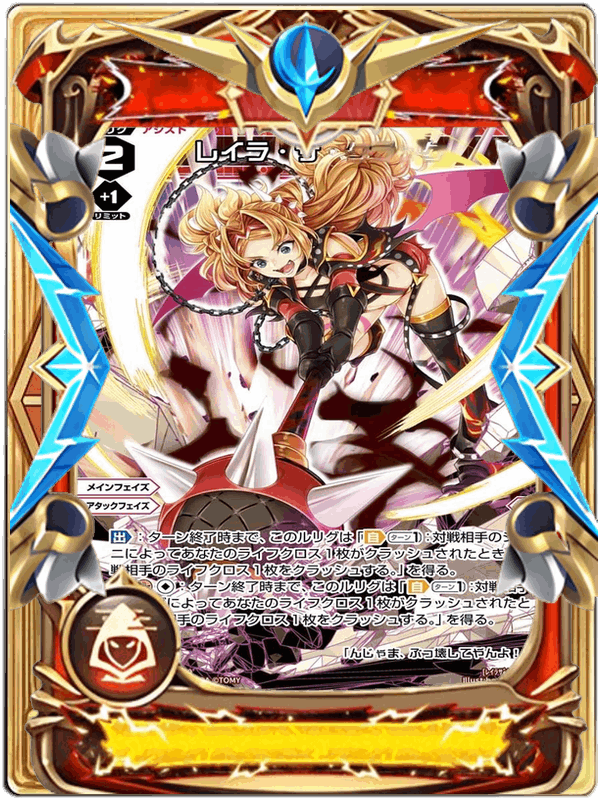 アシスト
2
レイラ・
+1
リミット
メインフェイズ
アタックフェイズ
出:ターン終了時まで、このルリグは「自ターン1:対戦相手の
ニによってあなたのライフクロス1枚がクラッシュされたとき
戦相手のライフクロス1枚をクラッシュする。」を得る。
:ターン終了時まで、このルリグは「自ターン1:対戦
によってあなたのライフクロス1枚がクラッシュされたと
手のライフクロス1枚をクラッシュする。」を得る。
「んじゃま、ぶっ壊してやんよ!
©TOMY